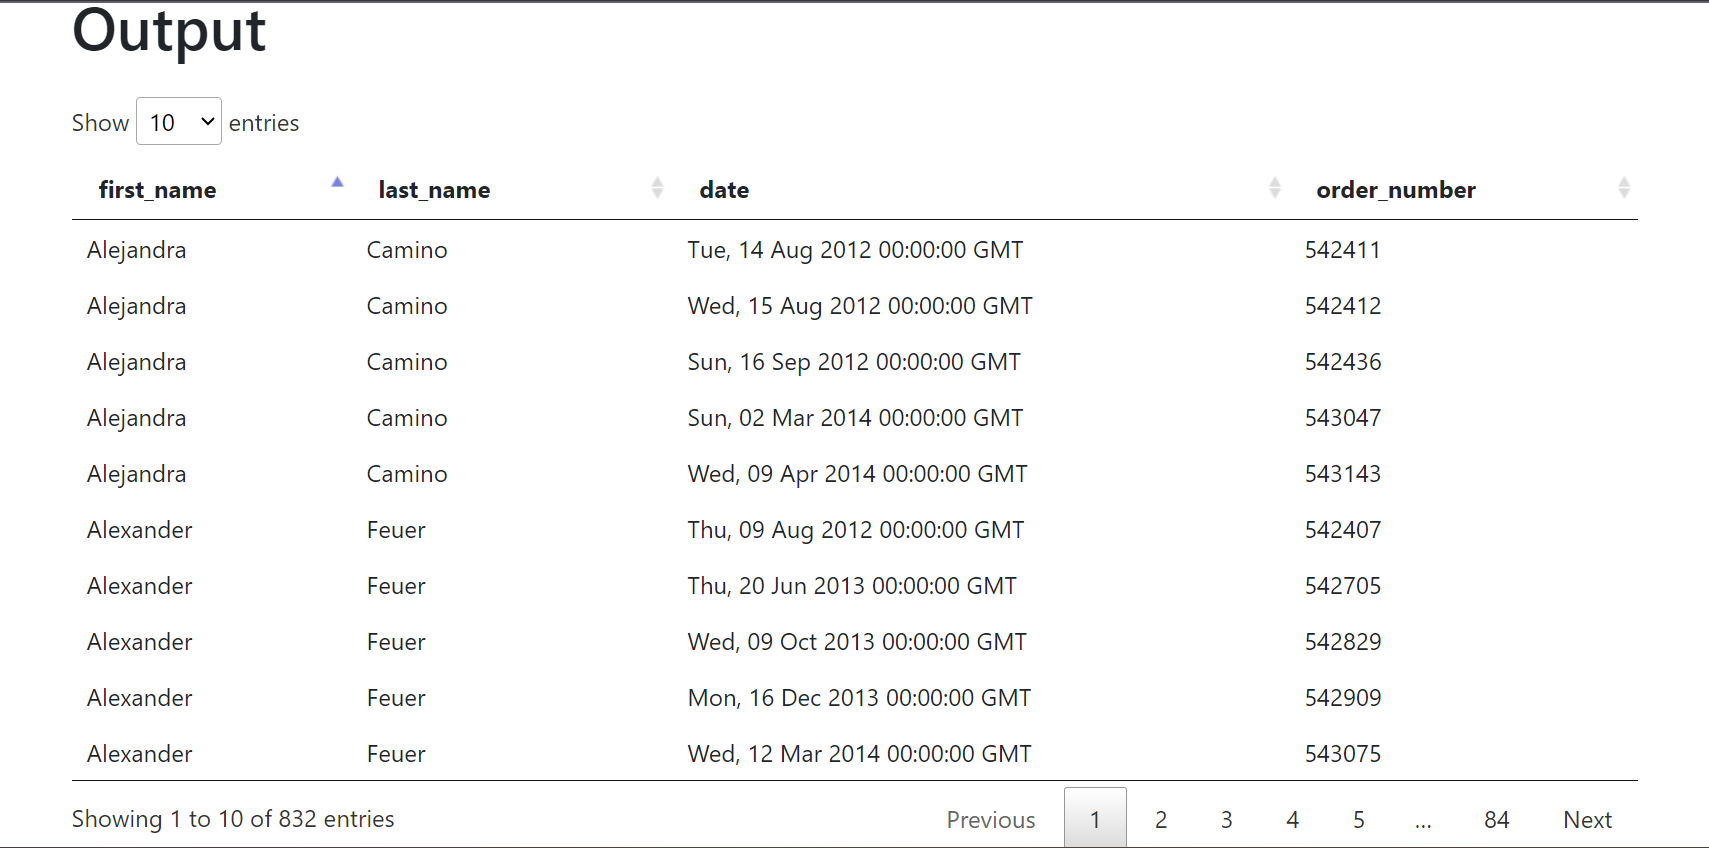 Output
Show 10 entries
first_name last_name date order_number
Alejandra Camino Tue, 14 Aug 2012 00:00:00 GMT 542411
Alejandra Camino Wed, 15 Aug 2012 00:00:00 GMT 542412
Alejandra Camino Sun, 16 Sep 2012 00:00:00 GMT 542436
Alejandra Camino Sun, 02 Mar 2014 00:00:00 GMT 543047
Alejandra Camino Wed, 09 Apr 2014 00:00:00 GMT 543143
Alexander Feuer Thu, 09 Aug 2012 00:00:00 GMT 542407
Alexander Feuer Thu, 20 Jun 2013 00:00:00 GMT 542705
Alexander Feuer Wed, 09 Oct 2013 00:00:00 GMT 542829
Alexander Feuer Mon, 16 Dec 2013 00:00:00 GMT 542909
Alexander Feuer Wed, 12 Mar 2014 00:00:00 GMT 543075
Showing 1 to 10 of 832 entries Previous 1 2 3 4 5 ... 84 Next